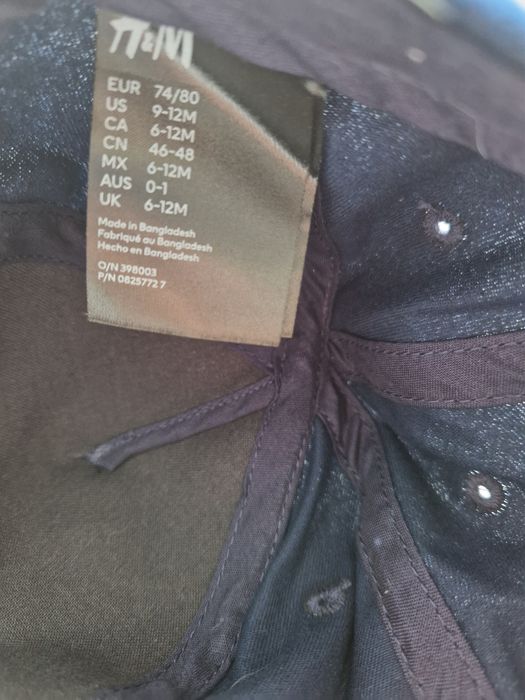 H&M
EUR 74/80
US 9-12M
CA 6-12M
CN 46-48
MX 6-12M
AUS 0-1
UK 6-12M
Made in Bangladesh
Fabriqué au Bangladesh
Hecho en Bangladesh
O/N 398003
P/N 0825772 7